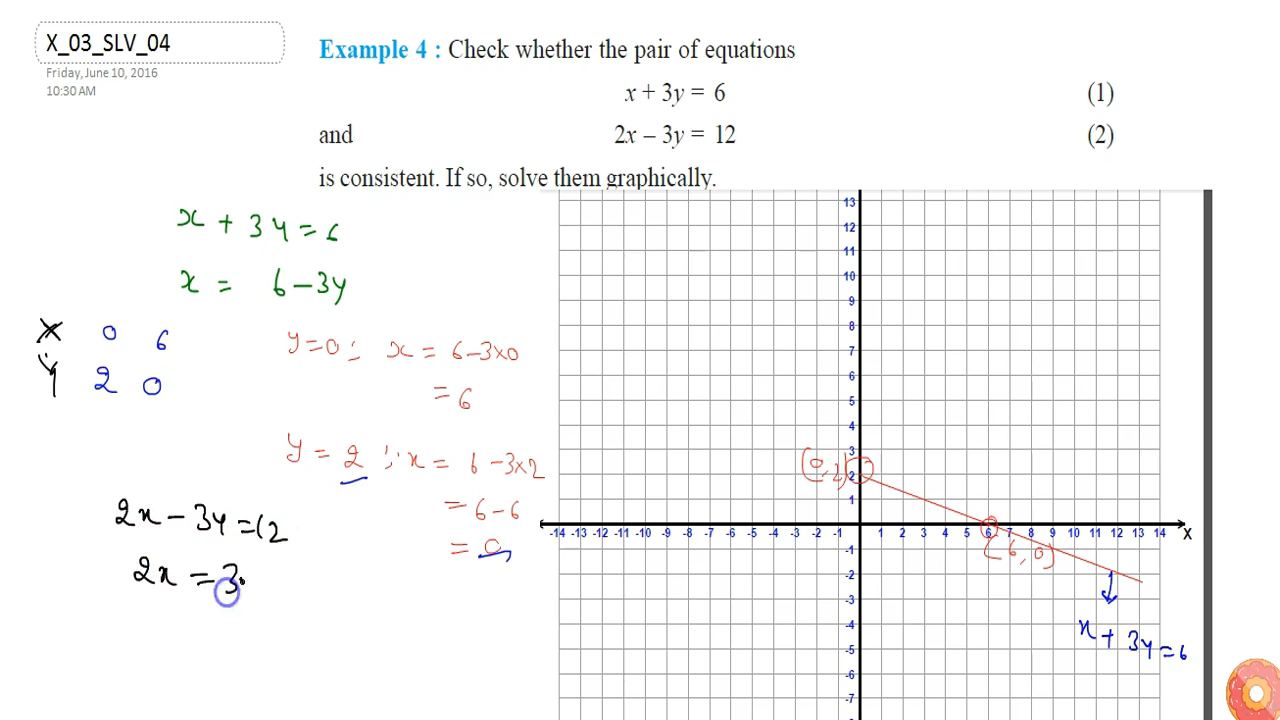 X_03_SLV_04
Friday, June 10, 2016
10:30 AM
Example 4 : Check whether the pair of equations
x + 3y = 6 (1)
and 2x – 3y = 12 (2)
is consistent. If so, solve them graphically.
x + 3y = 6
x = 6 - 3y
X 0 6
Y 2 0
y=0 ∴ x = 6 - 3×0
= 6
y = 2 ∴ x = 6 - 3×2
= 6 - 6
= 0
2x - 3y = 12
2x = 3
13
12
11
10
9
8
7
6
5
4
3
(0, 2) 2
1
-14 -13 -12 -11 -10 -9 -8 -7 -6 -5 -4 -3 -2 -1 1 2 3 4 5 6 7 8 9 10 11 12 13 14 X
-1
(6, 0)
-2
-3
-4
x + 3y = 6
-5
-6
-7